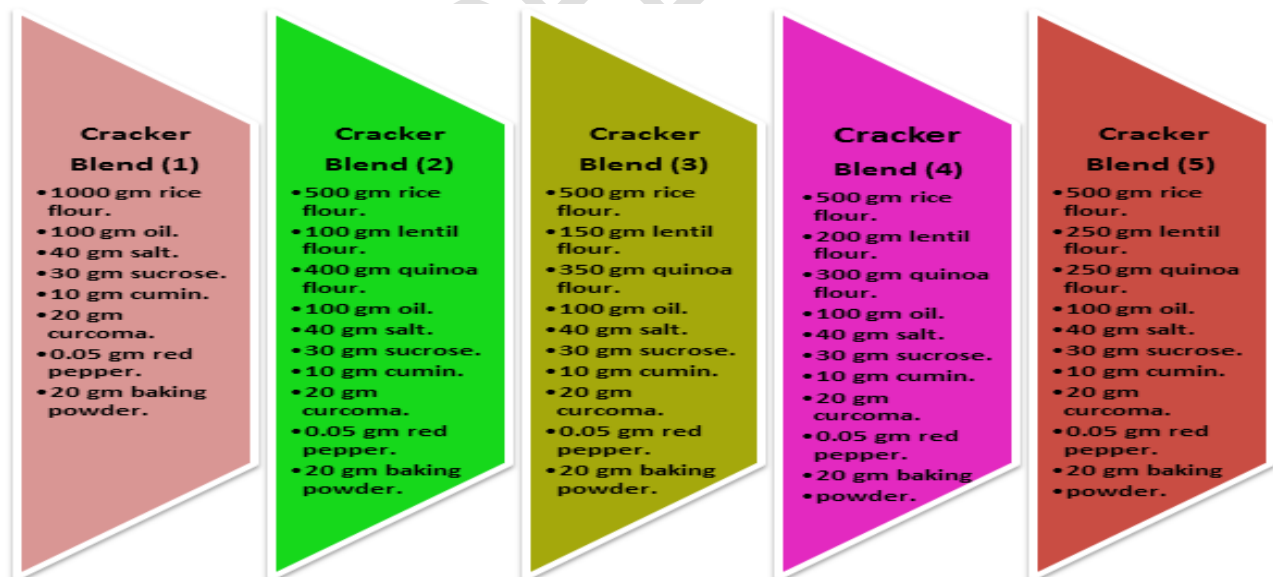 Cracker
Blend (1)
•1000 gm rice
flour.
•100 gm oil.
•40 gm salt.
•30 gm sucrose.
•10 gm cumin.
•20 gm
curcoma.
•0.05 gm red
pepper.
•20 gm baking
powder.
Cracker
Blend (2)
•500 gm rice
flour.
•100 gm lentil
flour.
•400 gm quinoa
flour.
•100 gm oil.
•40 gm salt.
•30 gm sucrose.
•10 gm cumin.
•20 gm
curcoma.
•0.05 gm red
pepper.
•20 gm baking
powder.
Cracker
Blend (3)
•500 gm rice
flour.
•150 gm lentil
flour.
•350 gm quinoa
flour.
•100 gm oil.
•40 gm salt.
•30 gm sucrose.
•10 gm cumin.
•20 gm
curcoma.
•0.05 gm red
pepper.
•20 gm baking
powder.
Cracker
Blend (4)
•500 gm rice
flour.
•200 gm lentil
flour.
•300 gm quinoa
flour.
•100 gm oil.
•40 gm salt.
•30 gm sucrose.
•10 gm cumin.
•20 gm
curcoma.
•0.05 gm red
pepper.
•20 gm baking
•powder.
Cracker
Blend (5)
•500 gm rice
flour.
•250 gm lentil
flour.
•250 gm quinoa
flour.
•100 gm oil.
•40 gm salt.
•30 gm sucrose.
•10 gm cumin.
•20 gm
curcoma.
•0.05 gm red
pepper.
•20 gm baking
•powder.